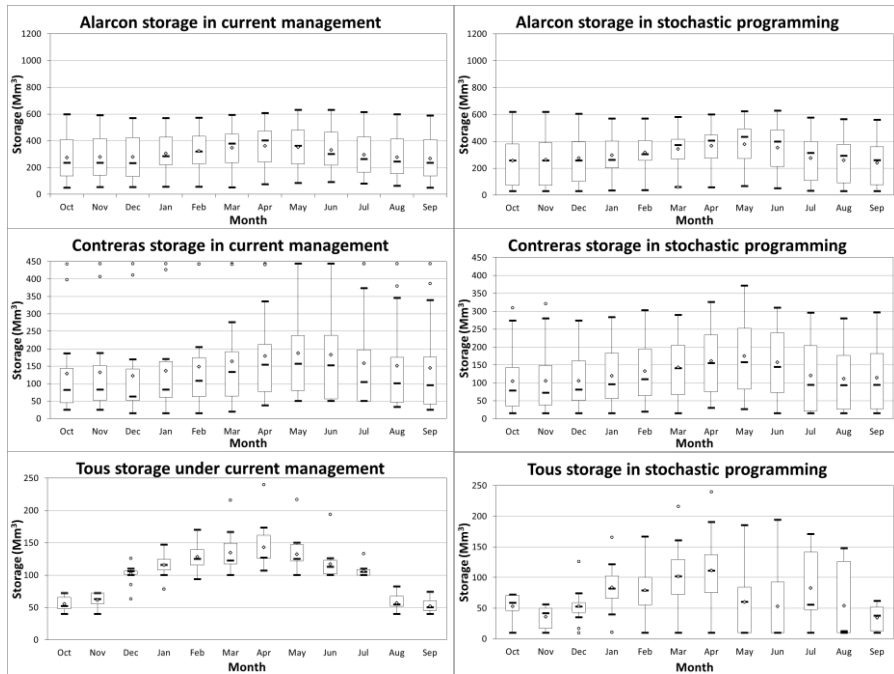 Alarcon storage in current management
Storage (Mm³)
1200
1000
800
600
400
200
0
Oct Nov Dec Jan Feb Mar Apr May Jun Jul Aug Sep
Month
Alarcon storage in stochastic programming
Storage (Mm³)
1200
1000
800
600
400
200
0
Oct Nov Dec Jan Feb Mar Apr May Jun Jul Aug Sep
Month
Contreras storage in current management
Storage (Mm³)
450
400
350
300
250
200
150
100
50
0
Oct Nov Dec Jan Feb Mar Apr May Jun Jul Aug Sep
Month
Contreras storage in stochastic programming
Storage (Mm³)
450
400
350
300
250
200
150
100
50
0
Oct Nov Dec Jan Feb Mar Apr May Jun Jul Aug Sep
Month
Tous storage under current management
Storage (Mm³)
250
200
150
100
50
0
Oct Nov Dec Jan Feb Mar Apr May Jun Jul Aug Sep
Month
Tous storage in stochastic programming
Storage (Mm³)
250
200
150
100
50
0
Oct Nov Dec Jan Feb Mar Apr May Jun Jul Aug Sep
Month